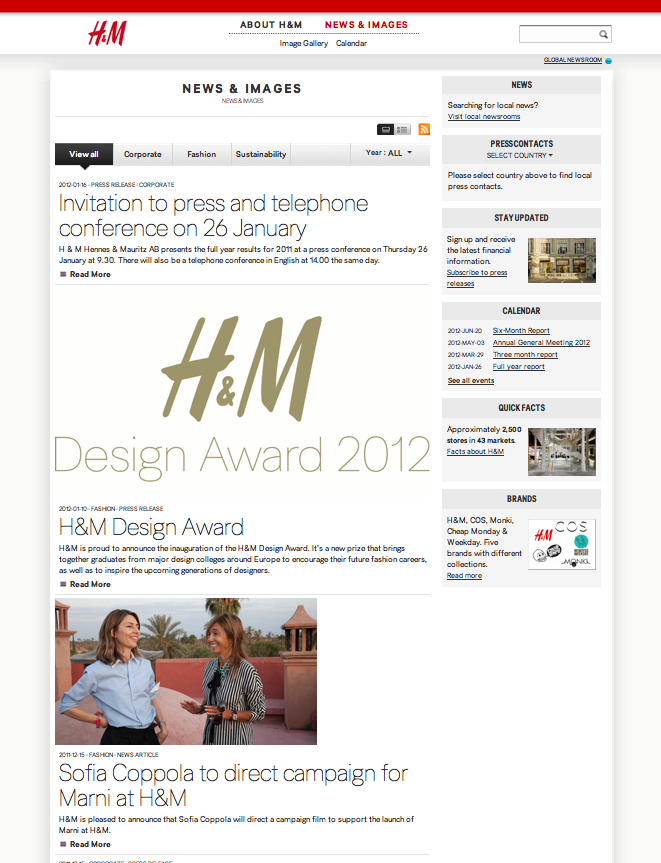 H&M
ABOUT H&M NEWS & IMAGES
Image Gallery Calendar
GLOBAL NEWSROOM
NEWS & IMAGES
NEWS & IMAGES
View all Corporate Fashion Sustainability Year : ALL
2012-01-16 - PRESS RELEASE - CORPORATE
Invitation to press and telephone
conference on 26 January
H & M Hennes & Mauritz AB presents the full year results for 2011 at a press conference on Thursday 26
January at 9.30. There will also be a telephone conference in English at 14.00 the same day.
Read More
H&M
Design Award 2012
2012-01-10 - FASHION - PRESS RELEASE
H&M Design Award
H&M is proud to announce the inauguration of the H&M Design Award. It's a new prize that brings
together graduates from major design colleges around Europe to encourage their future fashion careers,
as well as to inspire the upcoming generations of designers.
Read More
2011-12-15 - FASHION - NEWS ARTICLE
Sofia Coppola to direct campaign for
Marni at H&M
H&M is pleased to announce that Sofia Coppola will direct a campaign film to support the launch of
Marni at H&M.
Read More
2011-12-15 - CORPORATE - PRESS RELEASE
NEWS
Searching for local news?
Visit local newsrooms
PRESSCONTACTS
SELECT COUNTRY
Please select country above to find local
press contacts.
STAY UPDATED
Sign up and receive
the latest financial
information.
Subscribe to press
releases
CALENDAR
2012-JUN-20 Six-Month Report
2012-MAY-03 Annual General Meeting 2012
2012-MAR-29 Three month report
2012-JAN-26 Full year report
See all events
QUICK FACTS
Approximately 2,500
stores in 43 markets.
Facts about H&M
BRANDS
H&M, COS, Monki,
Cheap Monday &
Weekday. Five
brands with different
collections.
Read more
H&M COS
MONKI